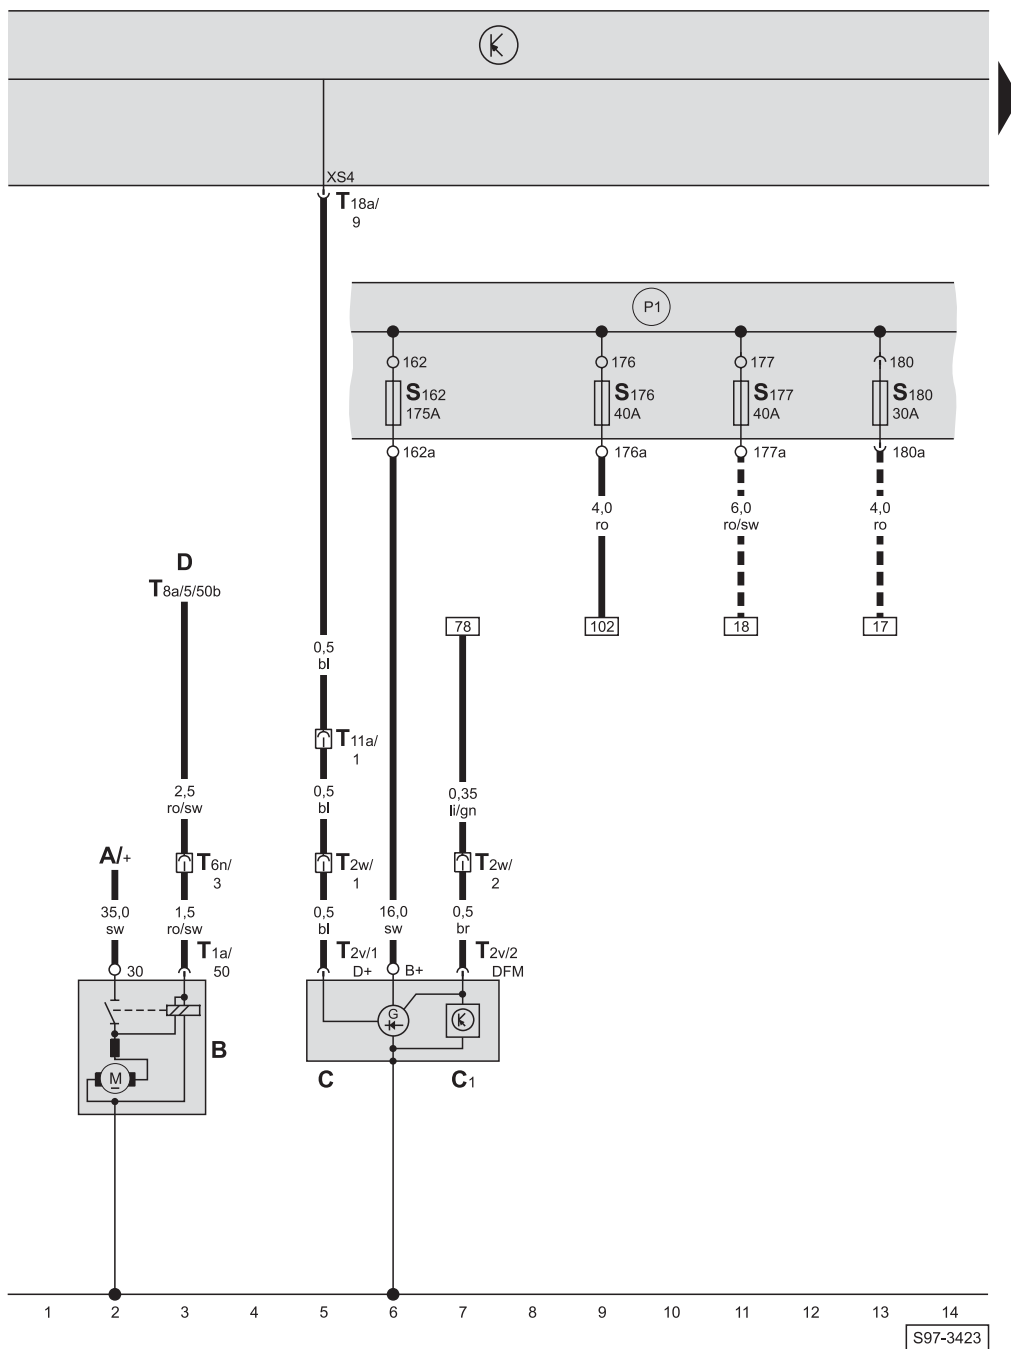 XS4
T18a/
9
P1
162
176
177
180
S162
175A
S176
40A
S177
40A
S180
30A
162a
176a
177a
180a
4,0
ro
6,0
ro/sw
4,0
ro
D
T8a/5/50b
78
102
18
17
0,5
bl
T11a/
1
2,5
ro/sw
0,5
bl
0,35
li/gn
A/+
T6n/
3
T2w/
1
T2w/
2
35,0
sw
1,5
ro/sw
0,5
bl
16,0
sw
0,5
br
T1a/
50
T2v/1
D+
T2v/2
DFM
30
B+
G
B
M
C
C1
1 2 3 4 5 6 7 8 9 10 11 12 13 14
S97-3423